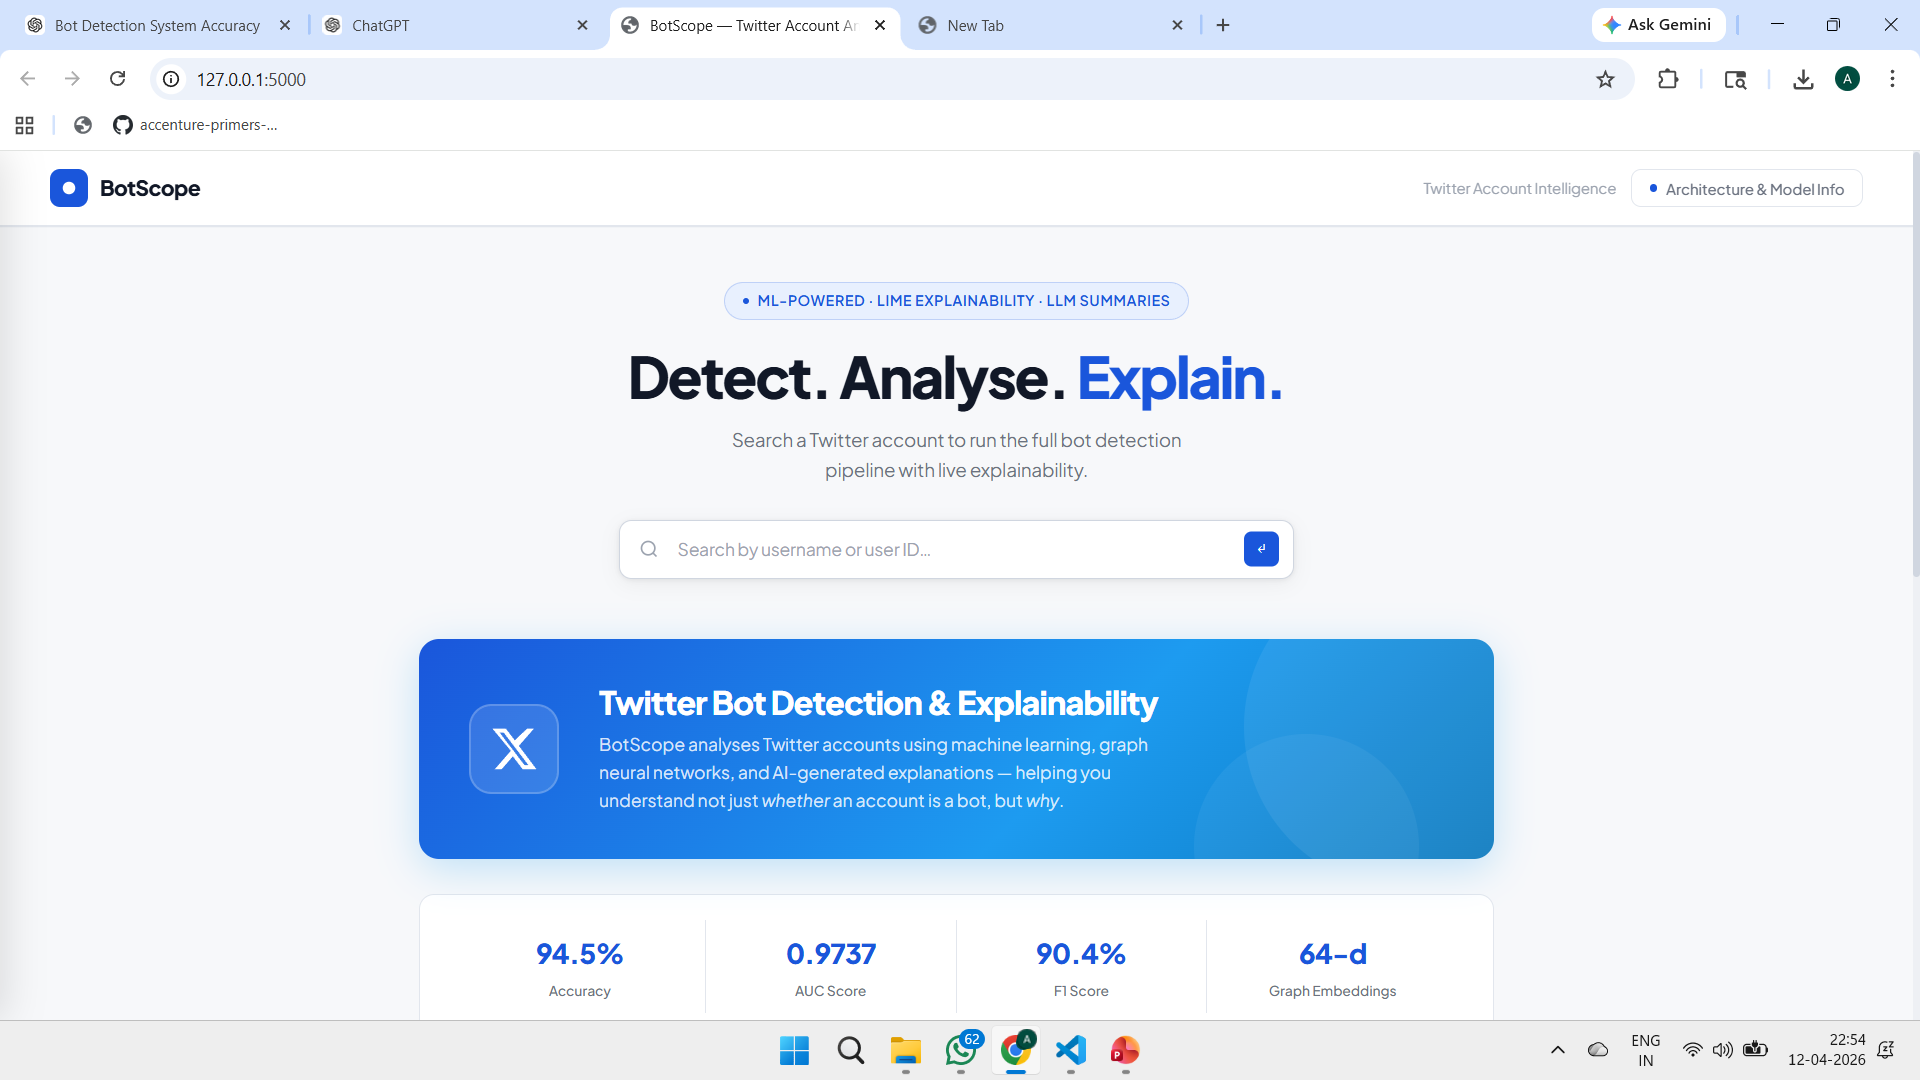 Bot Detection System Accuracy
ChatGPT
BotScope — Twitter Account
New Tab
Ask Gemini
127.0.0.1:5000
A
accenture-primers-...
BotScope
Twitter Account Intelligence
Architecture & Model Info
ML-POWERED · LIME EXPLAINABILITY · LLM SUMMARIES
Detect. Analyse. Explain.
Search a Twitter account to run the full bot detection
pipeline with live explainability.
Search by username or user ID...
Twitter Bot Detection & Explainability
BotScope analyses Twitter accounts using machine learning, graph
neural networks, and AI-generated explanations — helping you
understand not just whether an account is a bot, but why.
94.5%
Accuracy
0.9737
AUC Score
90.4%
F1 Score
64-d
Graph Embeddings
62
A
P
ENG
IN
22:54
12-04-2026